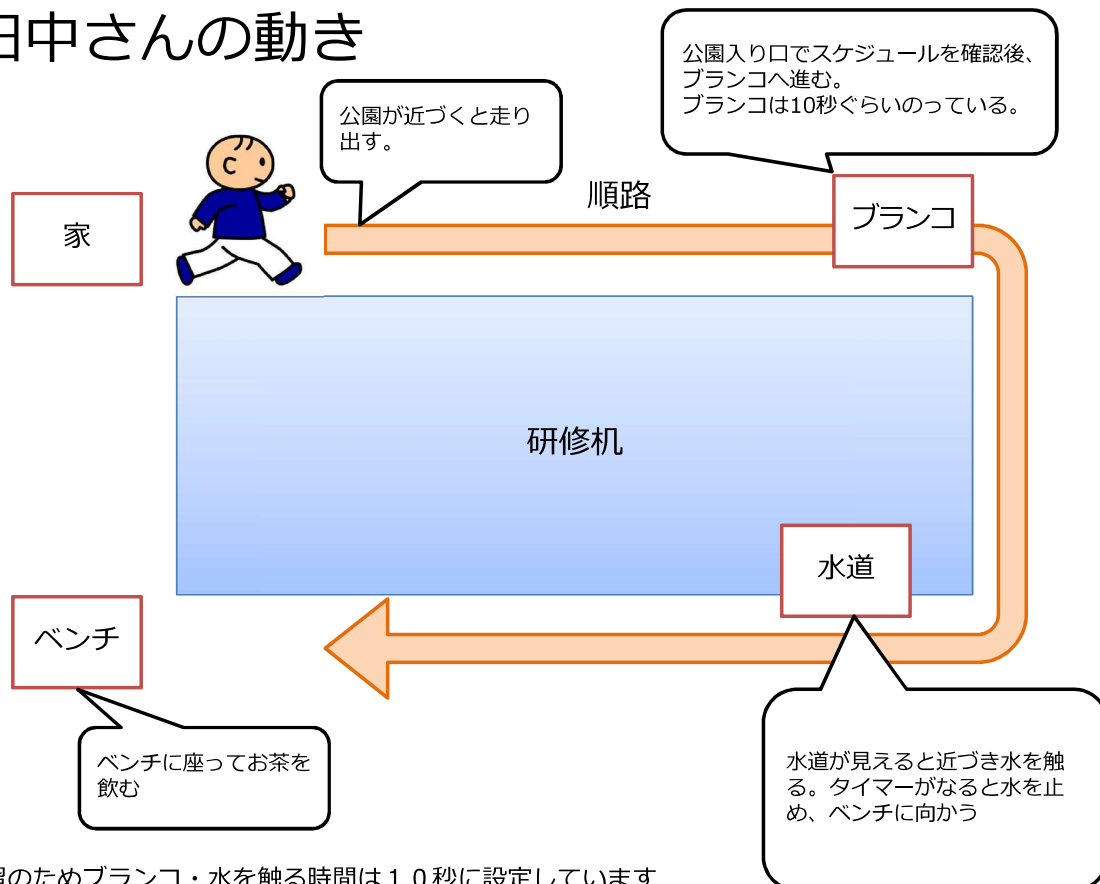 田中さんの動き
公園入り口でスケジュールを確認後、
ブランコへ進む。
ブランコは10秒ぐらいのっている。
公園が近づくと走り
出す。
順路
家
ブランコ
研修机
水道
ベンチ
ベンチに座ってお茶を
飲む
水道が見えると近づき水を触
る。タイマーがなると水を止
め、ベンチに向かう
のためブランコ・水を触る時間は１０秒に設定しています